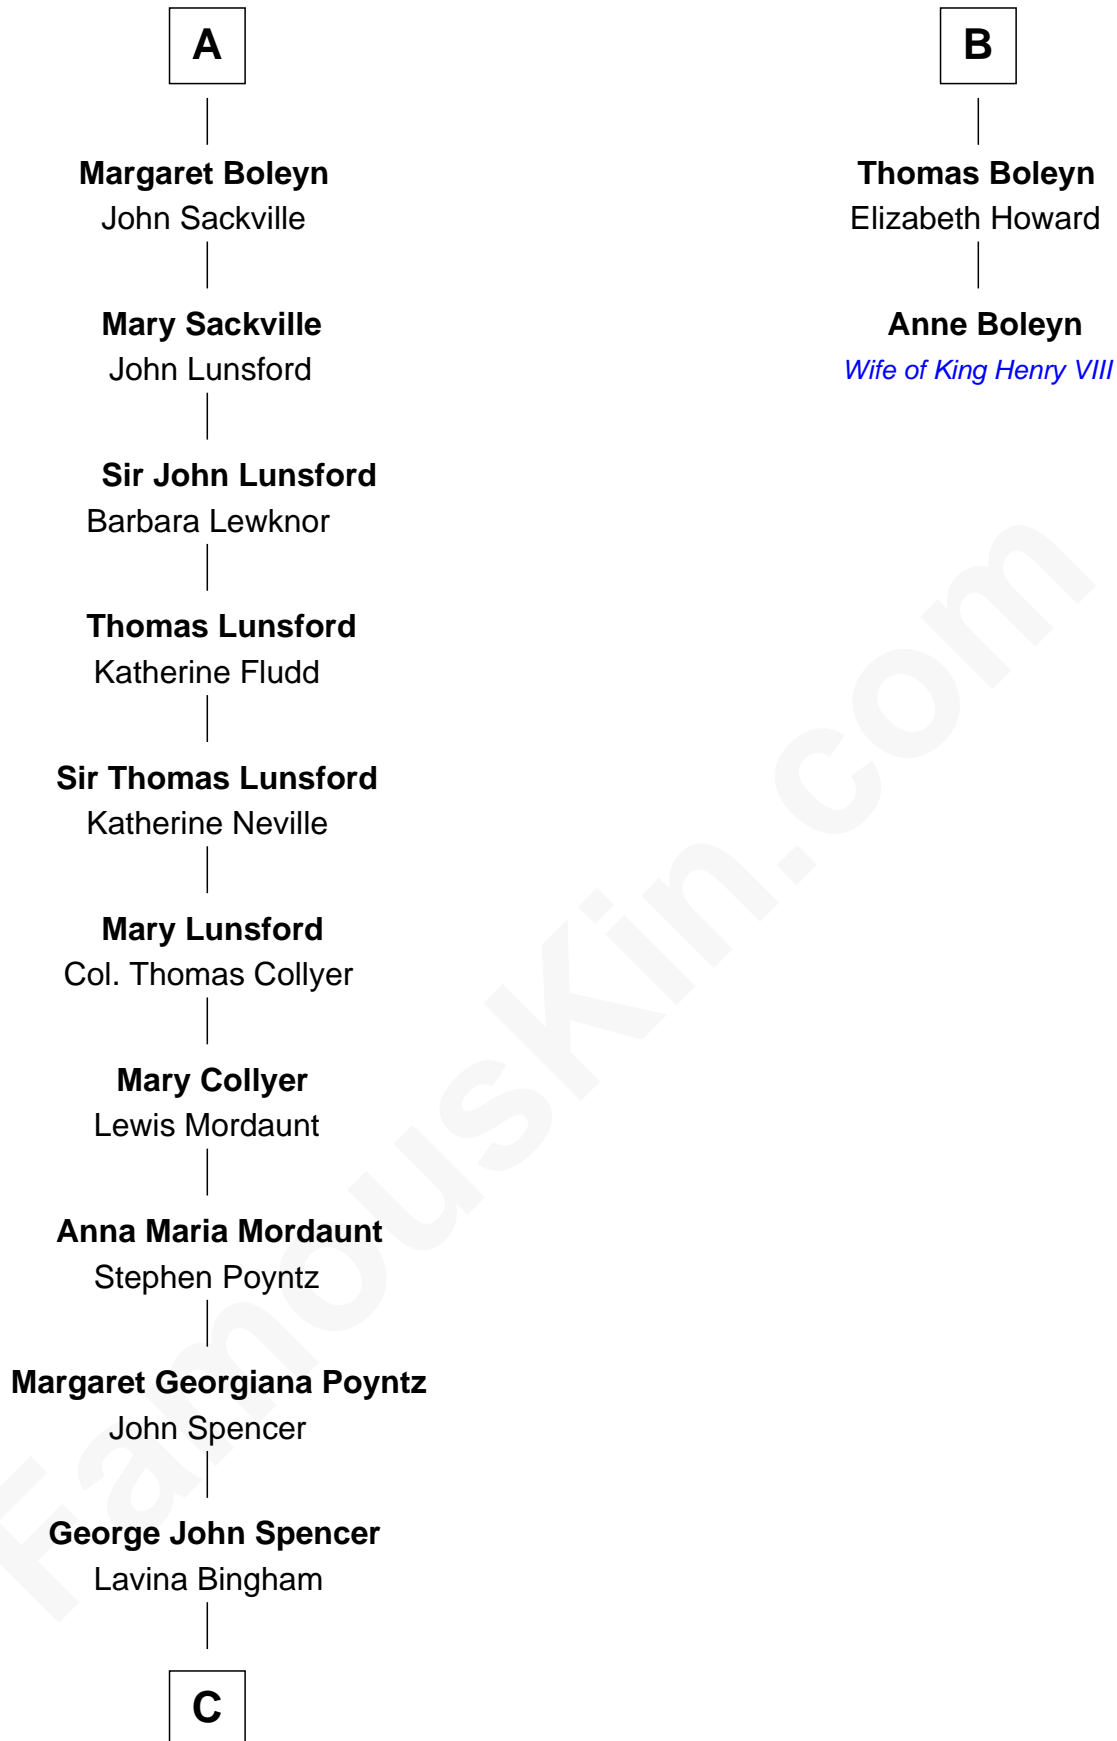 A
Margaret Boleyn
John Sackville
Mary Sackville
John Lunsford
Sir John Lunsford
Barbara Lewknor
Thomas Lunsford
Katherine Fludd
Sir Thomas Lunsford
Katherine Neville
Mary Lunsford
Col. Thomas Collyer
Mary Collyer
Lewis Mordaunt
Anna Maria Mordaunt
Stephen Poyntz
Margaret Georgiana Poyntz
John Spencer
George John Spencer
Lavina Bingham
C
B
Thomas Boleyn
Elizabeth Howard
Anne Boleyn
Wife of King Henry VIII
FamousKin.com